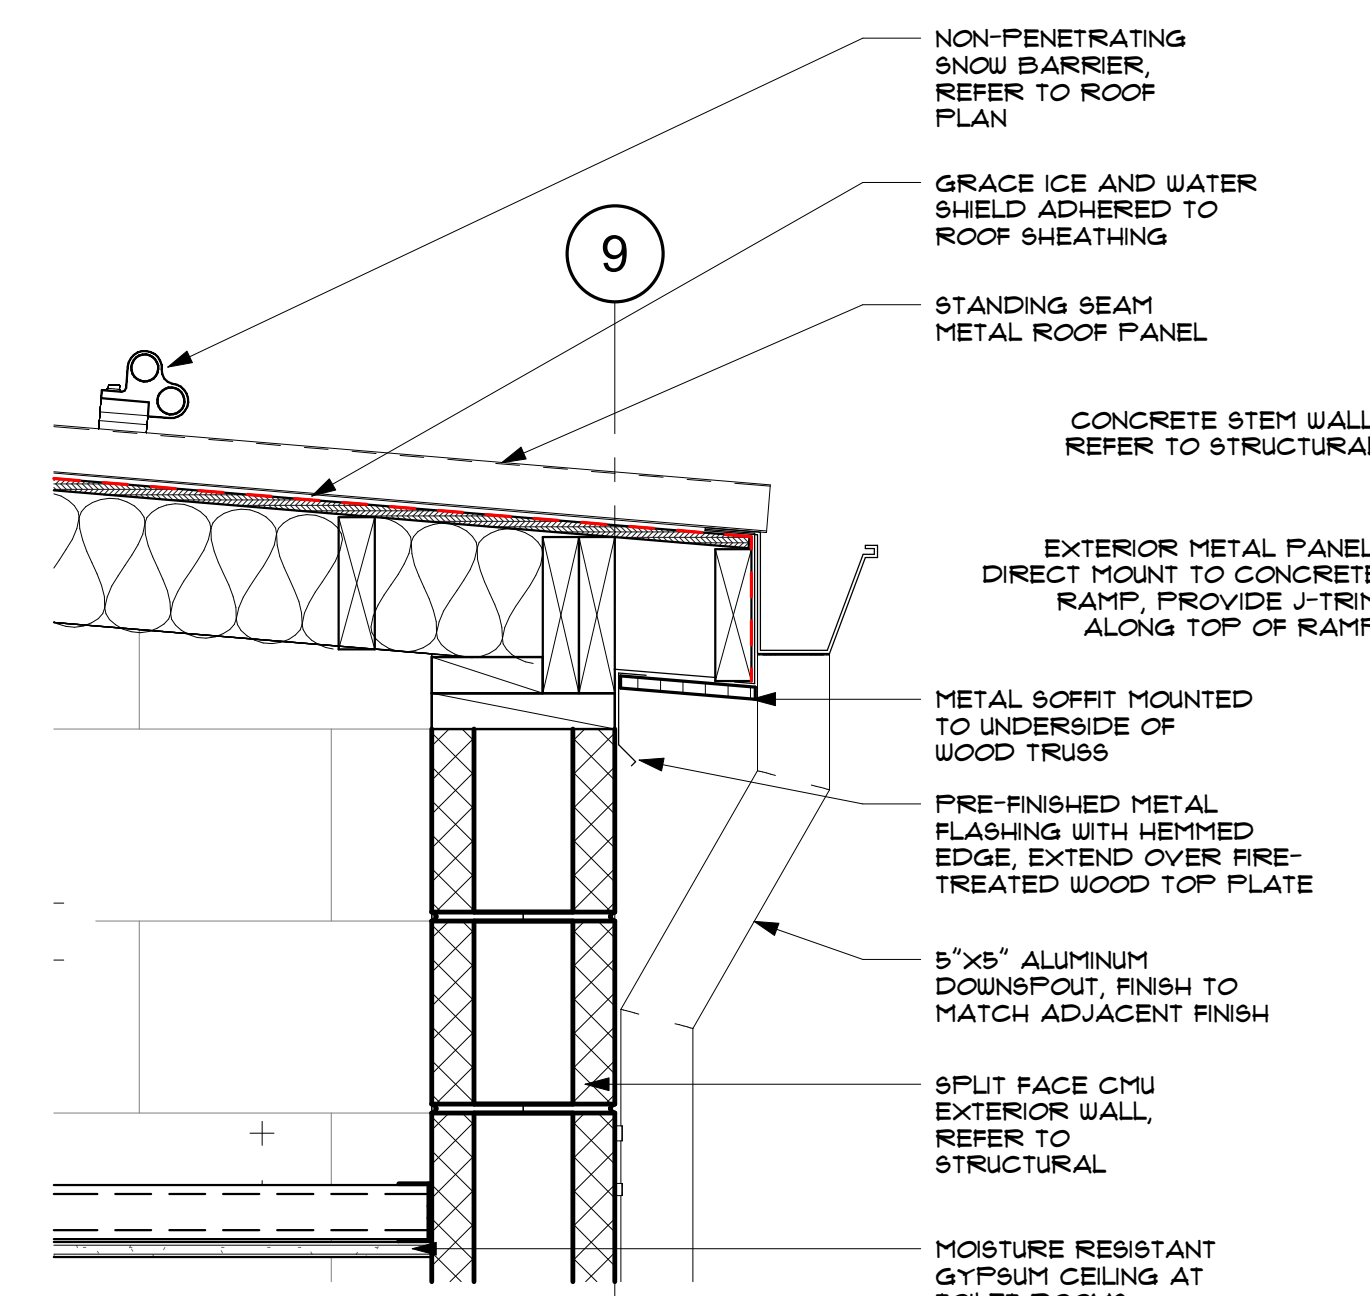 NON-PENETRATING
SNOW BARRIER,
REFER TO ROOF
PLAN
GRACE ICE AND WATER
SHIELD ADHERED TO
ROOF SHEATHING
9
STANDING SEAM
METAL ROOF PANEL
CONCRETE STEM WALL
REFER TO
EXTERIOR METAL PANEL
DIRECT MOUNT TO CONCRETE
RAMP, PROVIDE
ALONG TOP OF
METAL SOFFIT MOUNTED
TO UNDERSIDE OF
WOOD TRUSS
PRE-FINISHED METAL
FLASHING WITH HEMMED
EDGE, EXTEND OVER FIRE-
TREATED WOOD TOP PLATE
5"X5" ALUMINUM
DOWNSPOUT, FINISH TO
MATCH ADJACENT FINISH
SPLIT FACE CMU
EXTERIOR WALL,
REFER TO
STRUCTURAL
MOISTURE RESISTANT
GYPSUM CEILING AT